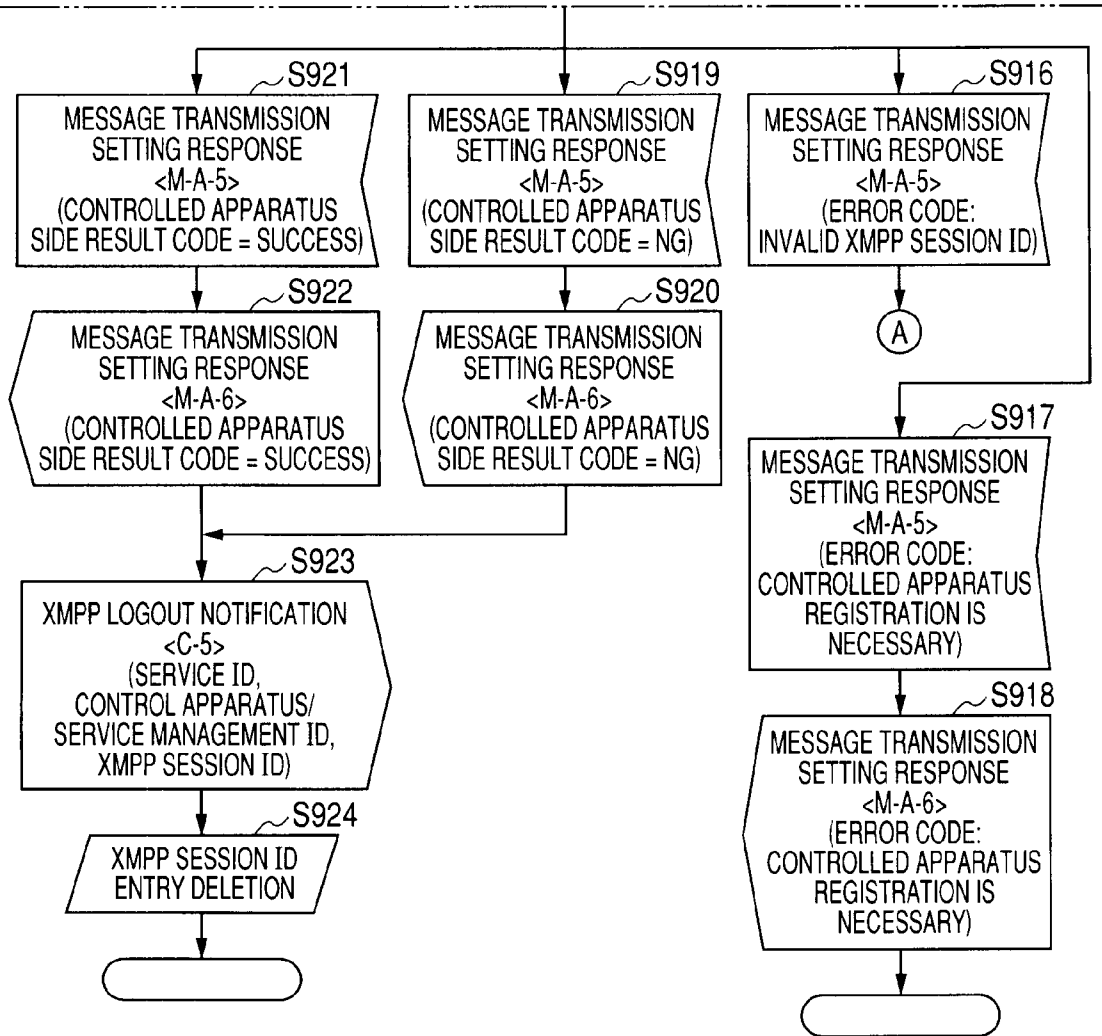 S921
MESSAGE TRANSMISSION
SETTING RESPONSE
<M-A-5>
(CONTROLLED APPARATUS
SIDE RESULT CODE = SUCCESS)
S922
MESSAGE TRANSMISSION
SETTING RESPONSE
<M-A-6>
(CONTROLLED APPARATUS
SIDE RESULT CODE = SUCCESS)
S919
MESSAGE TRANSMISSION
SETTING RESPONSE
<M-A-5>
(CONTROLLED APPARATUS
SIDE RESULT CODE = NG)
S920
MESSAGE TRANSMISSION
SETTING RESPONSE
<M-A-6>
(CONTROLLED APPARATUS
SIDE RESULT CODE = NG)
S923
XMPP LOGOUT NOTIFICATION
<C-5>
(SERVICE ID,
CONTROL APPARATUS/
SERVICE MANAGEMENT ID,
XMPP SESSION ID)
S924
XMPP SESSION ID
ENTRY DELETION
S916
MESSAGE TRANSMISSION
SETTING RESPONSE
<M-A-5>
(ERROR CODE:
INVALID XMPP SESSION ID)
A
S917
MESSAGE TRANSMISSION
SETTING RESPONSE
<M-A-5>
(ERROR CODE:
CONTROLLED APPARATUS
REGISTRATION IS
NECESSARY)
S918
MESSAGE TRANSMISSION
SETTING RESPONSE
<M-A-6>
(ERROR CODE:
CONTROLLED APPARATUS
REGISTRATION IS
NECESSARY)